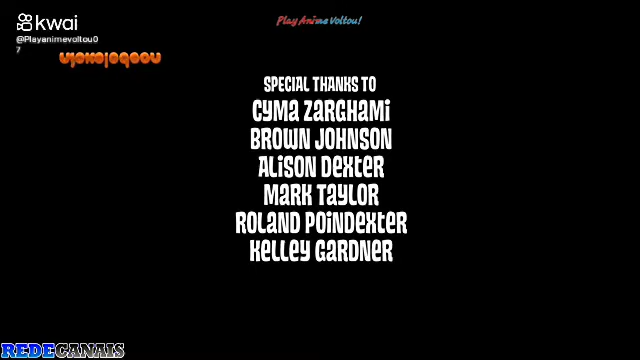 kwai
@Playanimevoltou0
7
Play Anime Voltou!
nickelodeon
SPECIAL THANKS TO
CYMA ZARGHAMI
BROWN JOHNSON
ALISON DEXTER
MARK TAYLOR
ROLAND POINDEXTER
KELLEY GARDNER
REDECANAIS